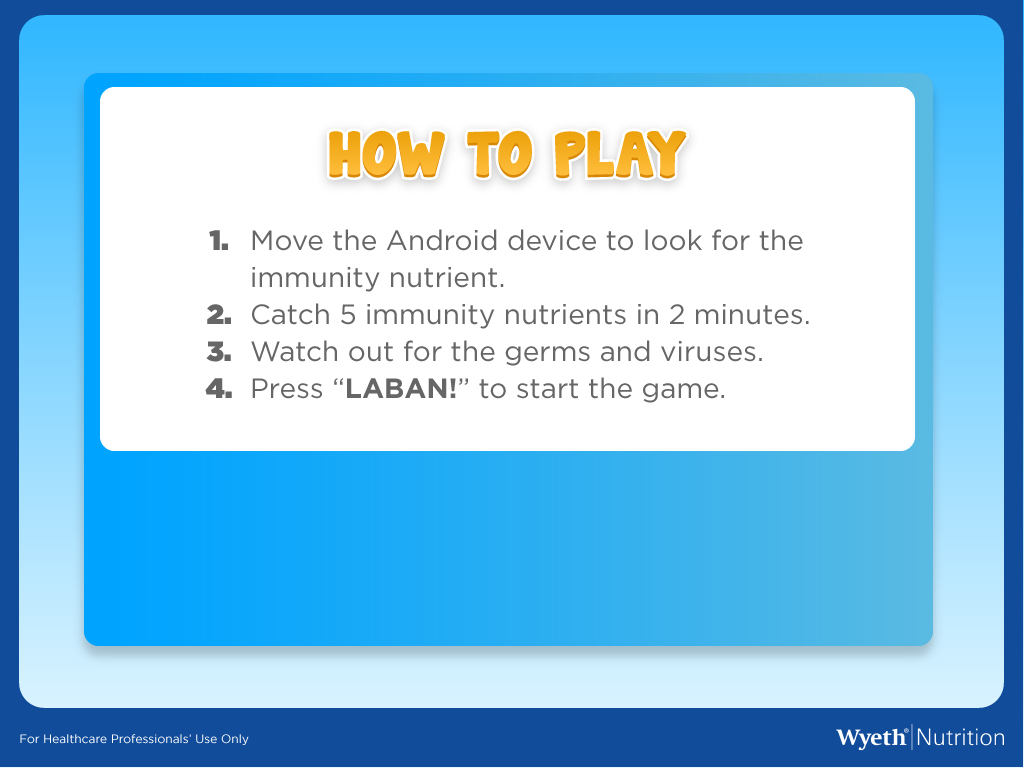 HOW TO PLAY
1. Move the Android device to look for the
immunity nutrient.
2. Catch 5 immunity nutrients in 2 minutes.
3. Watch out for the germs and viruses.
4. Press “LABAN!” to start the game.
For Healthcare Professionals’ Use Only
Wyeth® Nutrition